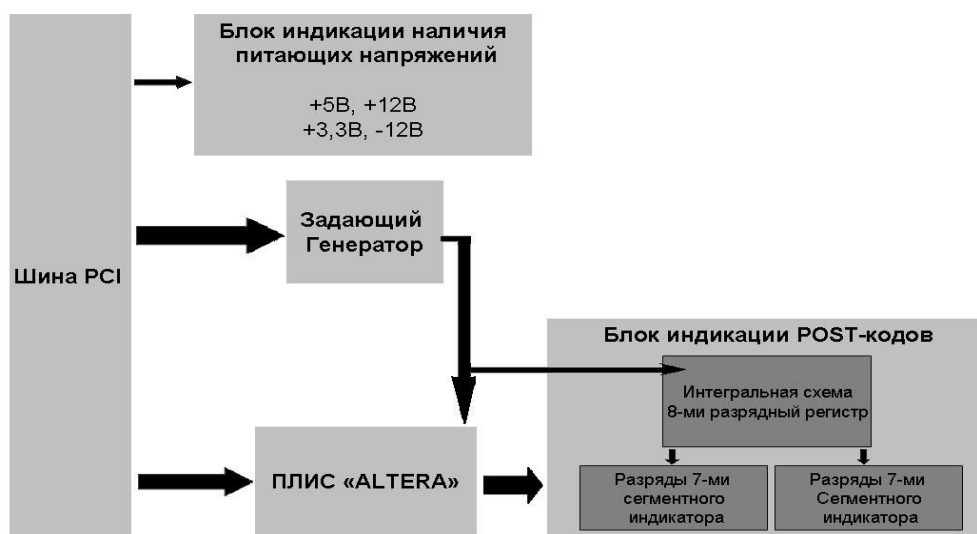 Блок индикации наличия
питающих напряжений
+5В, +12В
+3,3В, -12В
Задающий
Генератор
Шина PCI
Блок индикации POST-кодов
Интегральная схема
8-ми разрядный регистр
ПЛИС «ALTERA»
Разряды 7-ми
сегментного
индикатора
Разряды 7-ми
Сегментного
индикатора